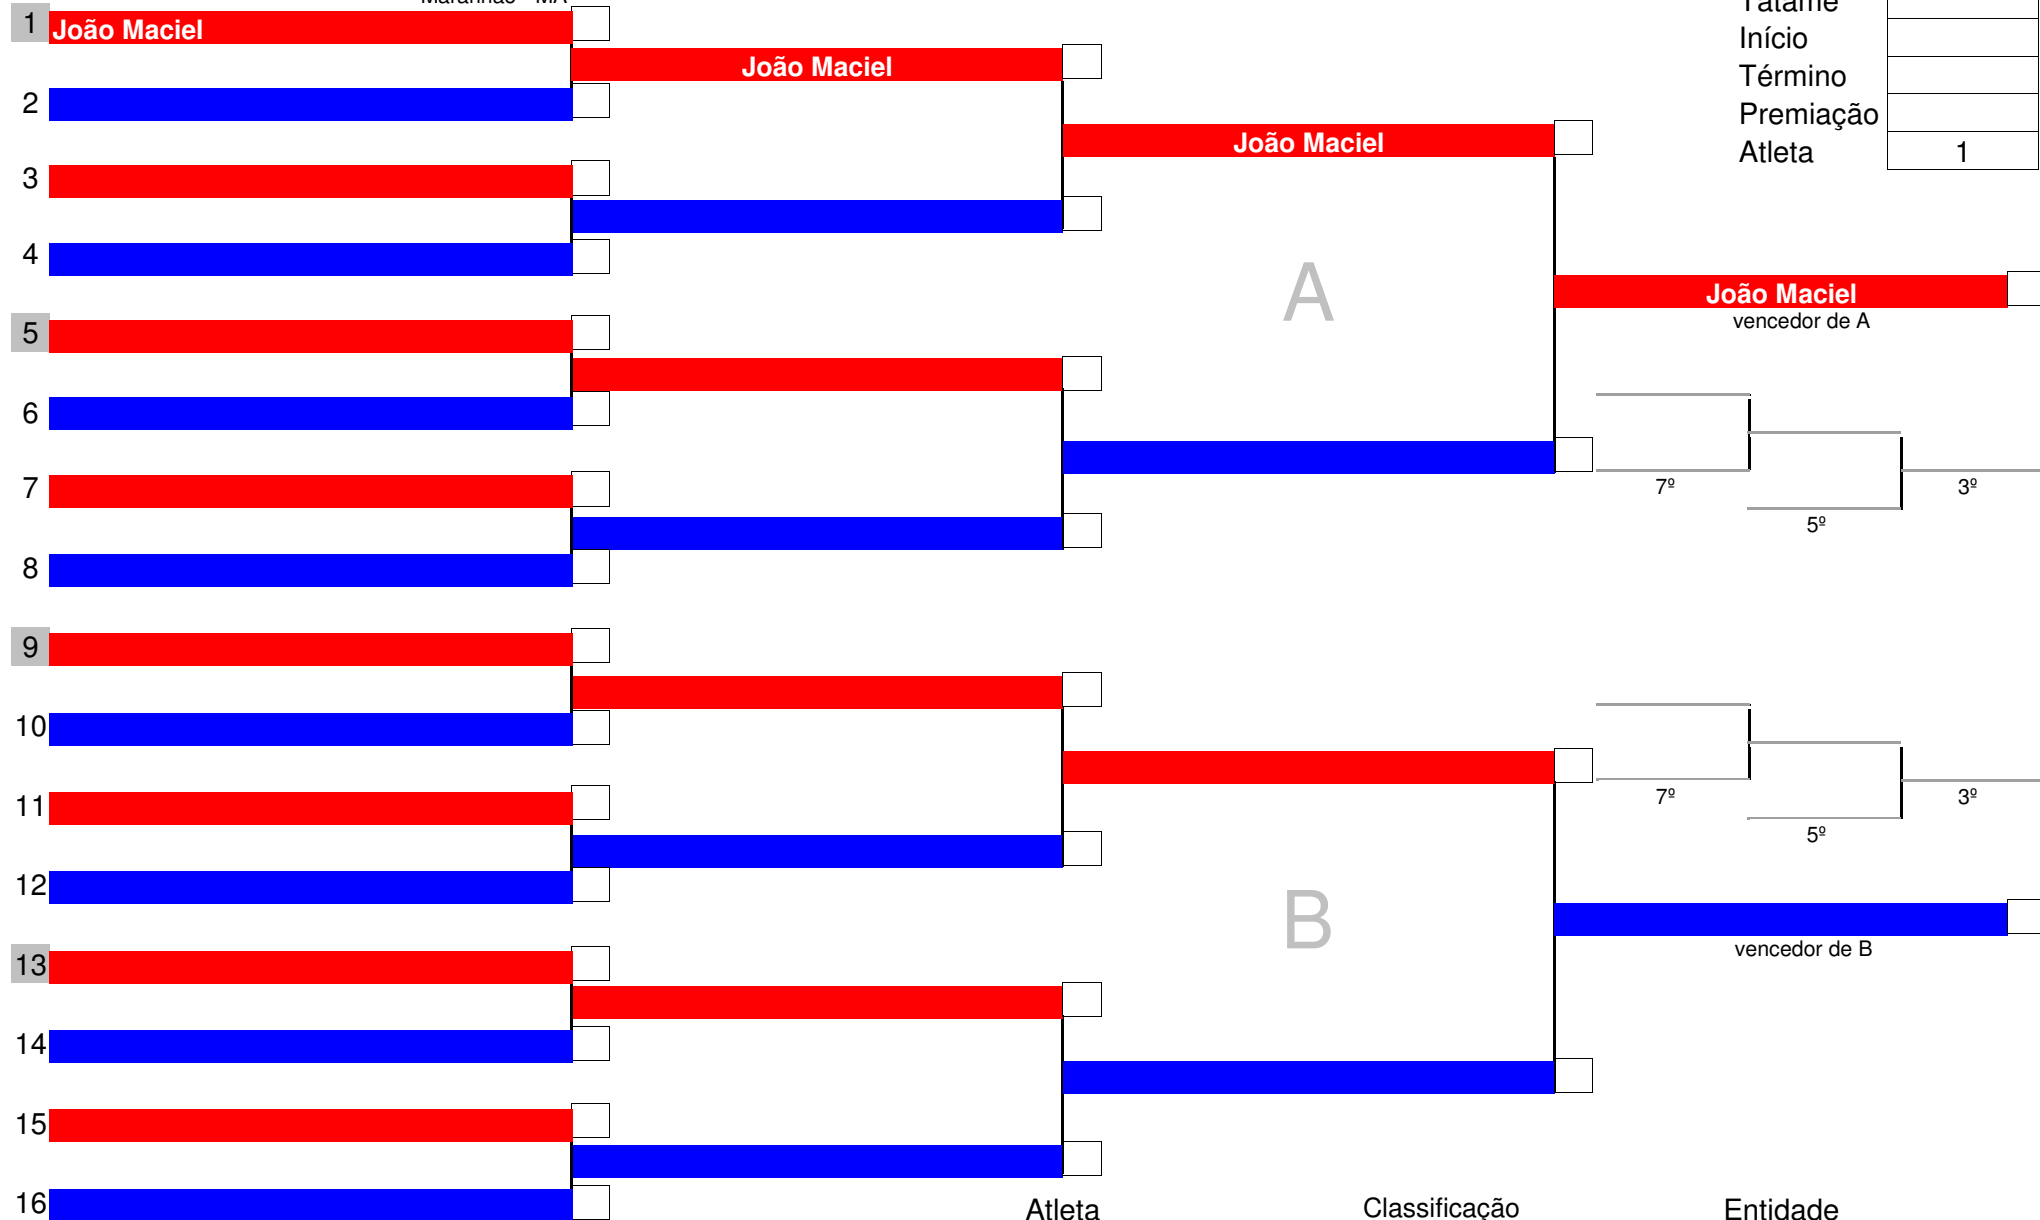 Maranhão - MA
Tatame
1 João Maciel
Início
João Maciel
Término
2
Premiação
João Maciel
Atleta 1
3
4
A
João Maciel
vencedor de A
5
6
7
7º 3º
5º
8
9
10
11
7º 3º
5º
12
B
vencedor de B
13
14
15
16
Atleta Classificação Entidade